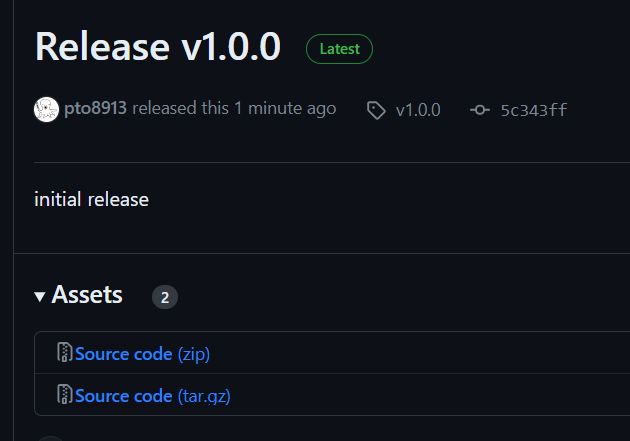 Release v1.0.0 Latest
pto8913 released this 1 minute ago v1.0.0 5c343ff
initial release
Assets 2
Source code (zip)
Source code (tar.gz)